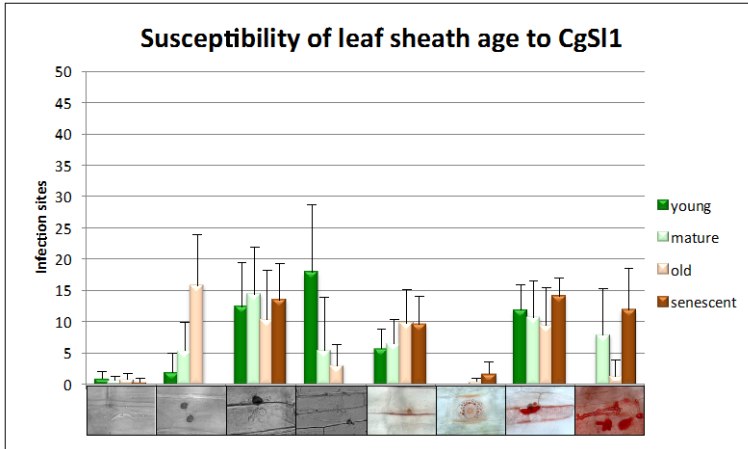 Susceptibility of leaf sheath age to CgSl1
50
45
40
35
30
25
20
15
10
5
0
Infection sites
young
mature
old
senescent